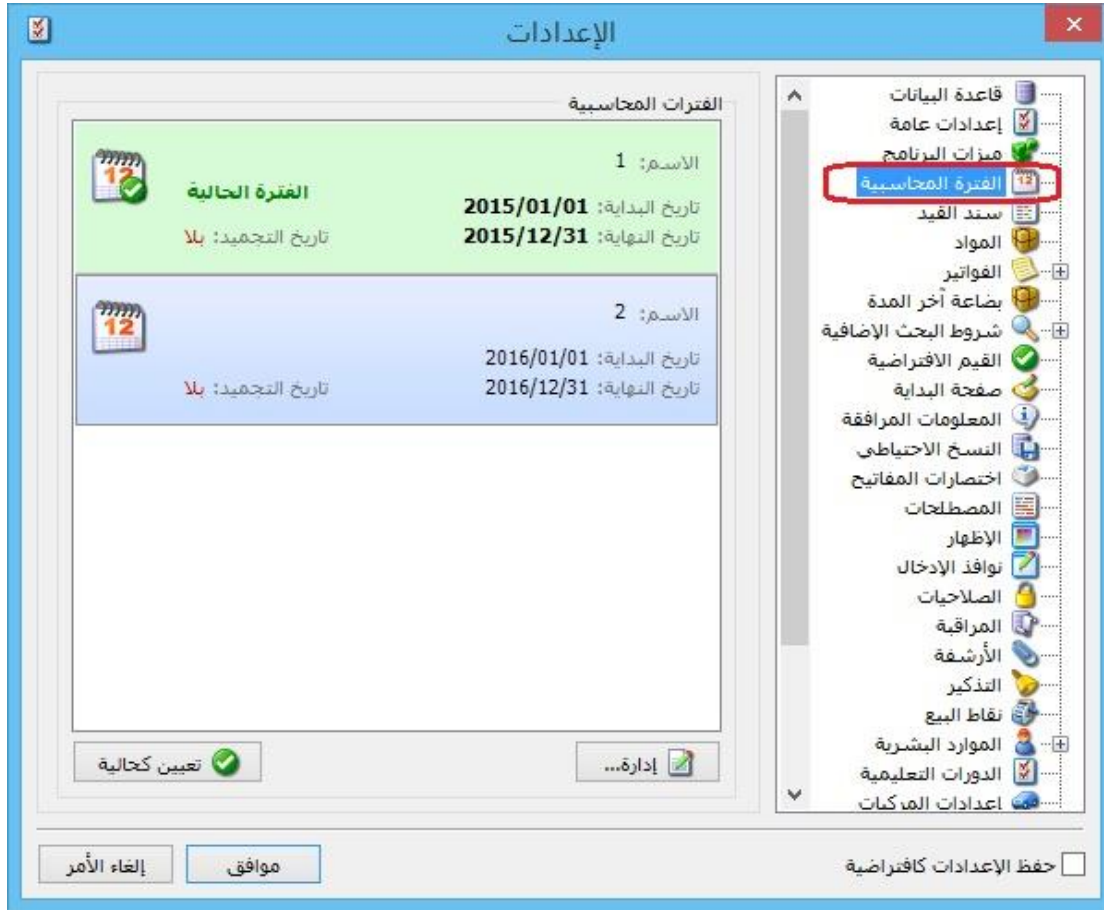 الإعدادات
قاعدة البيانات
إعدادات عامة
ميزات البرنامج
الفترة المحاسبية
سند القيد
المواد
الفواتير
بضاعة آخر المدة
شروط البحث الإضافية
القيم الافتراضية
صفحة البداية
المعلومات المرافقة
النسخ الاحتياطي
اختصارات المفاتيح
المصطلحات
الإظهار
نوافذ الإدخال
الصلاحيات
المراقبة
الأرشفة
التذكير
نقاط البيع
الموارد البشرية
الدورات التعليمية
إعدادات المركبات
الفترات المحاسبية
الاسم: 1
الفترة الحالية
تاريخ البداية: 2015/01/01
تاريخ النهاية: 2015/12/31 تاريخ التجميد: بلا
12
الاسم: 2
تاريخ البداية: 2016/01/01
تاريخ النهاية: 2016/12/31 تاريخ التجميد: بلا
12
إدارة... تعيين كحالية
حفظ الإعدادات كافتراضية موافق إلغاء الأمر